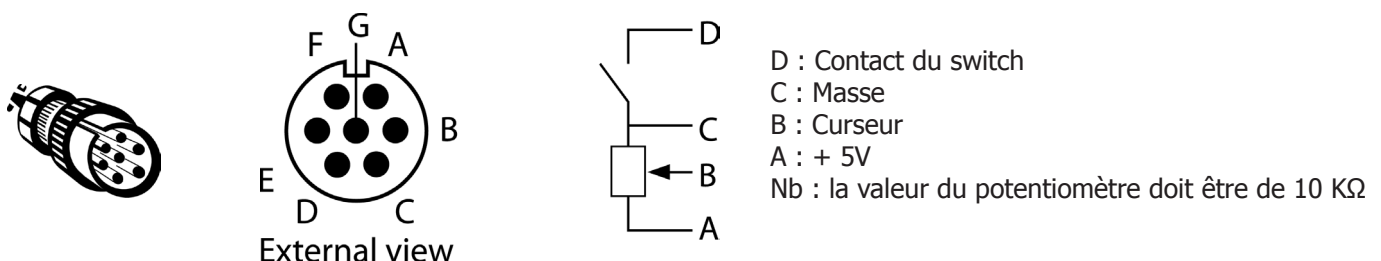 G
F A
B
E
D C
External view
D
C
B
A
D : Contact du switch
C : Masse
B : Curseur
A : + 5V
Nb : la valeur du potentiomètre doit être de 10 KΩ